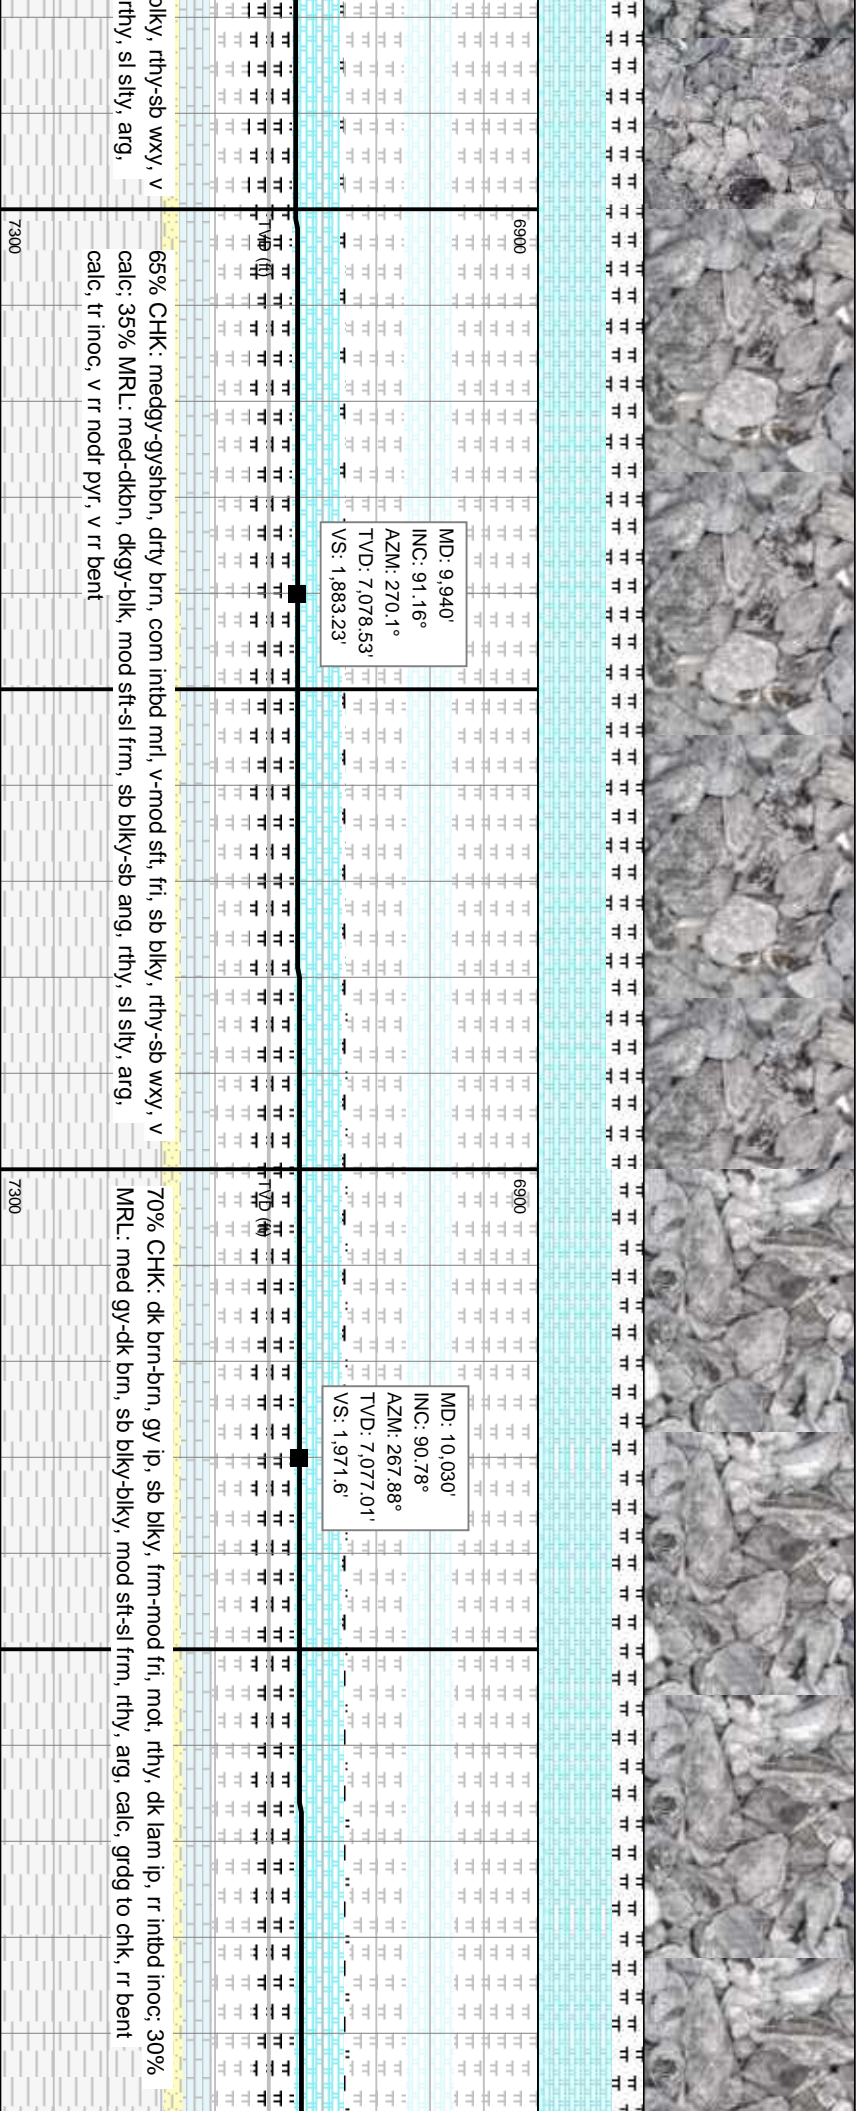 blky, rthy-sb wxy, v
rthy, sl slty, arg,
6900
TVD (ft)
7300
65% CHK: medgy-gyshbn, drty brn, com intbd mrl, v-mod sft, fri, sb blky, rthy-sb wxy, v
calc; 35% MRL: med-dkbn, dkgy-blk, mod sft-sl frm, sb blky-sb ang, rthy, sl slty, arg,
calc, tr inoc, v rr nodr pyr, v rr bent
MD: 9,940'
INC: 91.16°
AZM: 270.1°
TVD: 7,078.53'
VS: 1,883.23'
6900
TVD (ft)
7300
70% CHK: dk brn-brn, gy ip, sb blky, frm-mod fri, mot, rthy, dk lam ip, rr intbd inoc; 30%
MRL: med gy-dk brn, sb blky-blky, mod sft-sl frm, rthy, arg, calc, grdg to chk, rr bent
MD: 10,030'
INC: 90.78°
AZM: 267.88°
TVD: 7,077.01'
VS: 1,971.6'